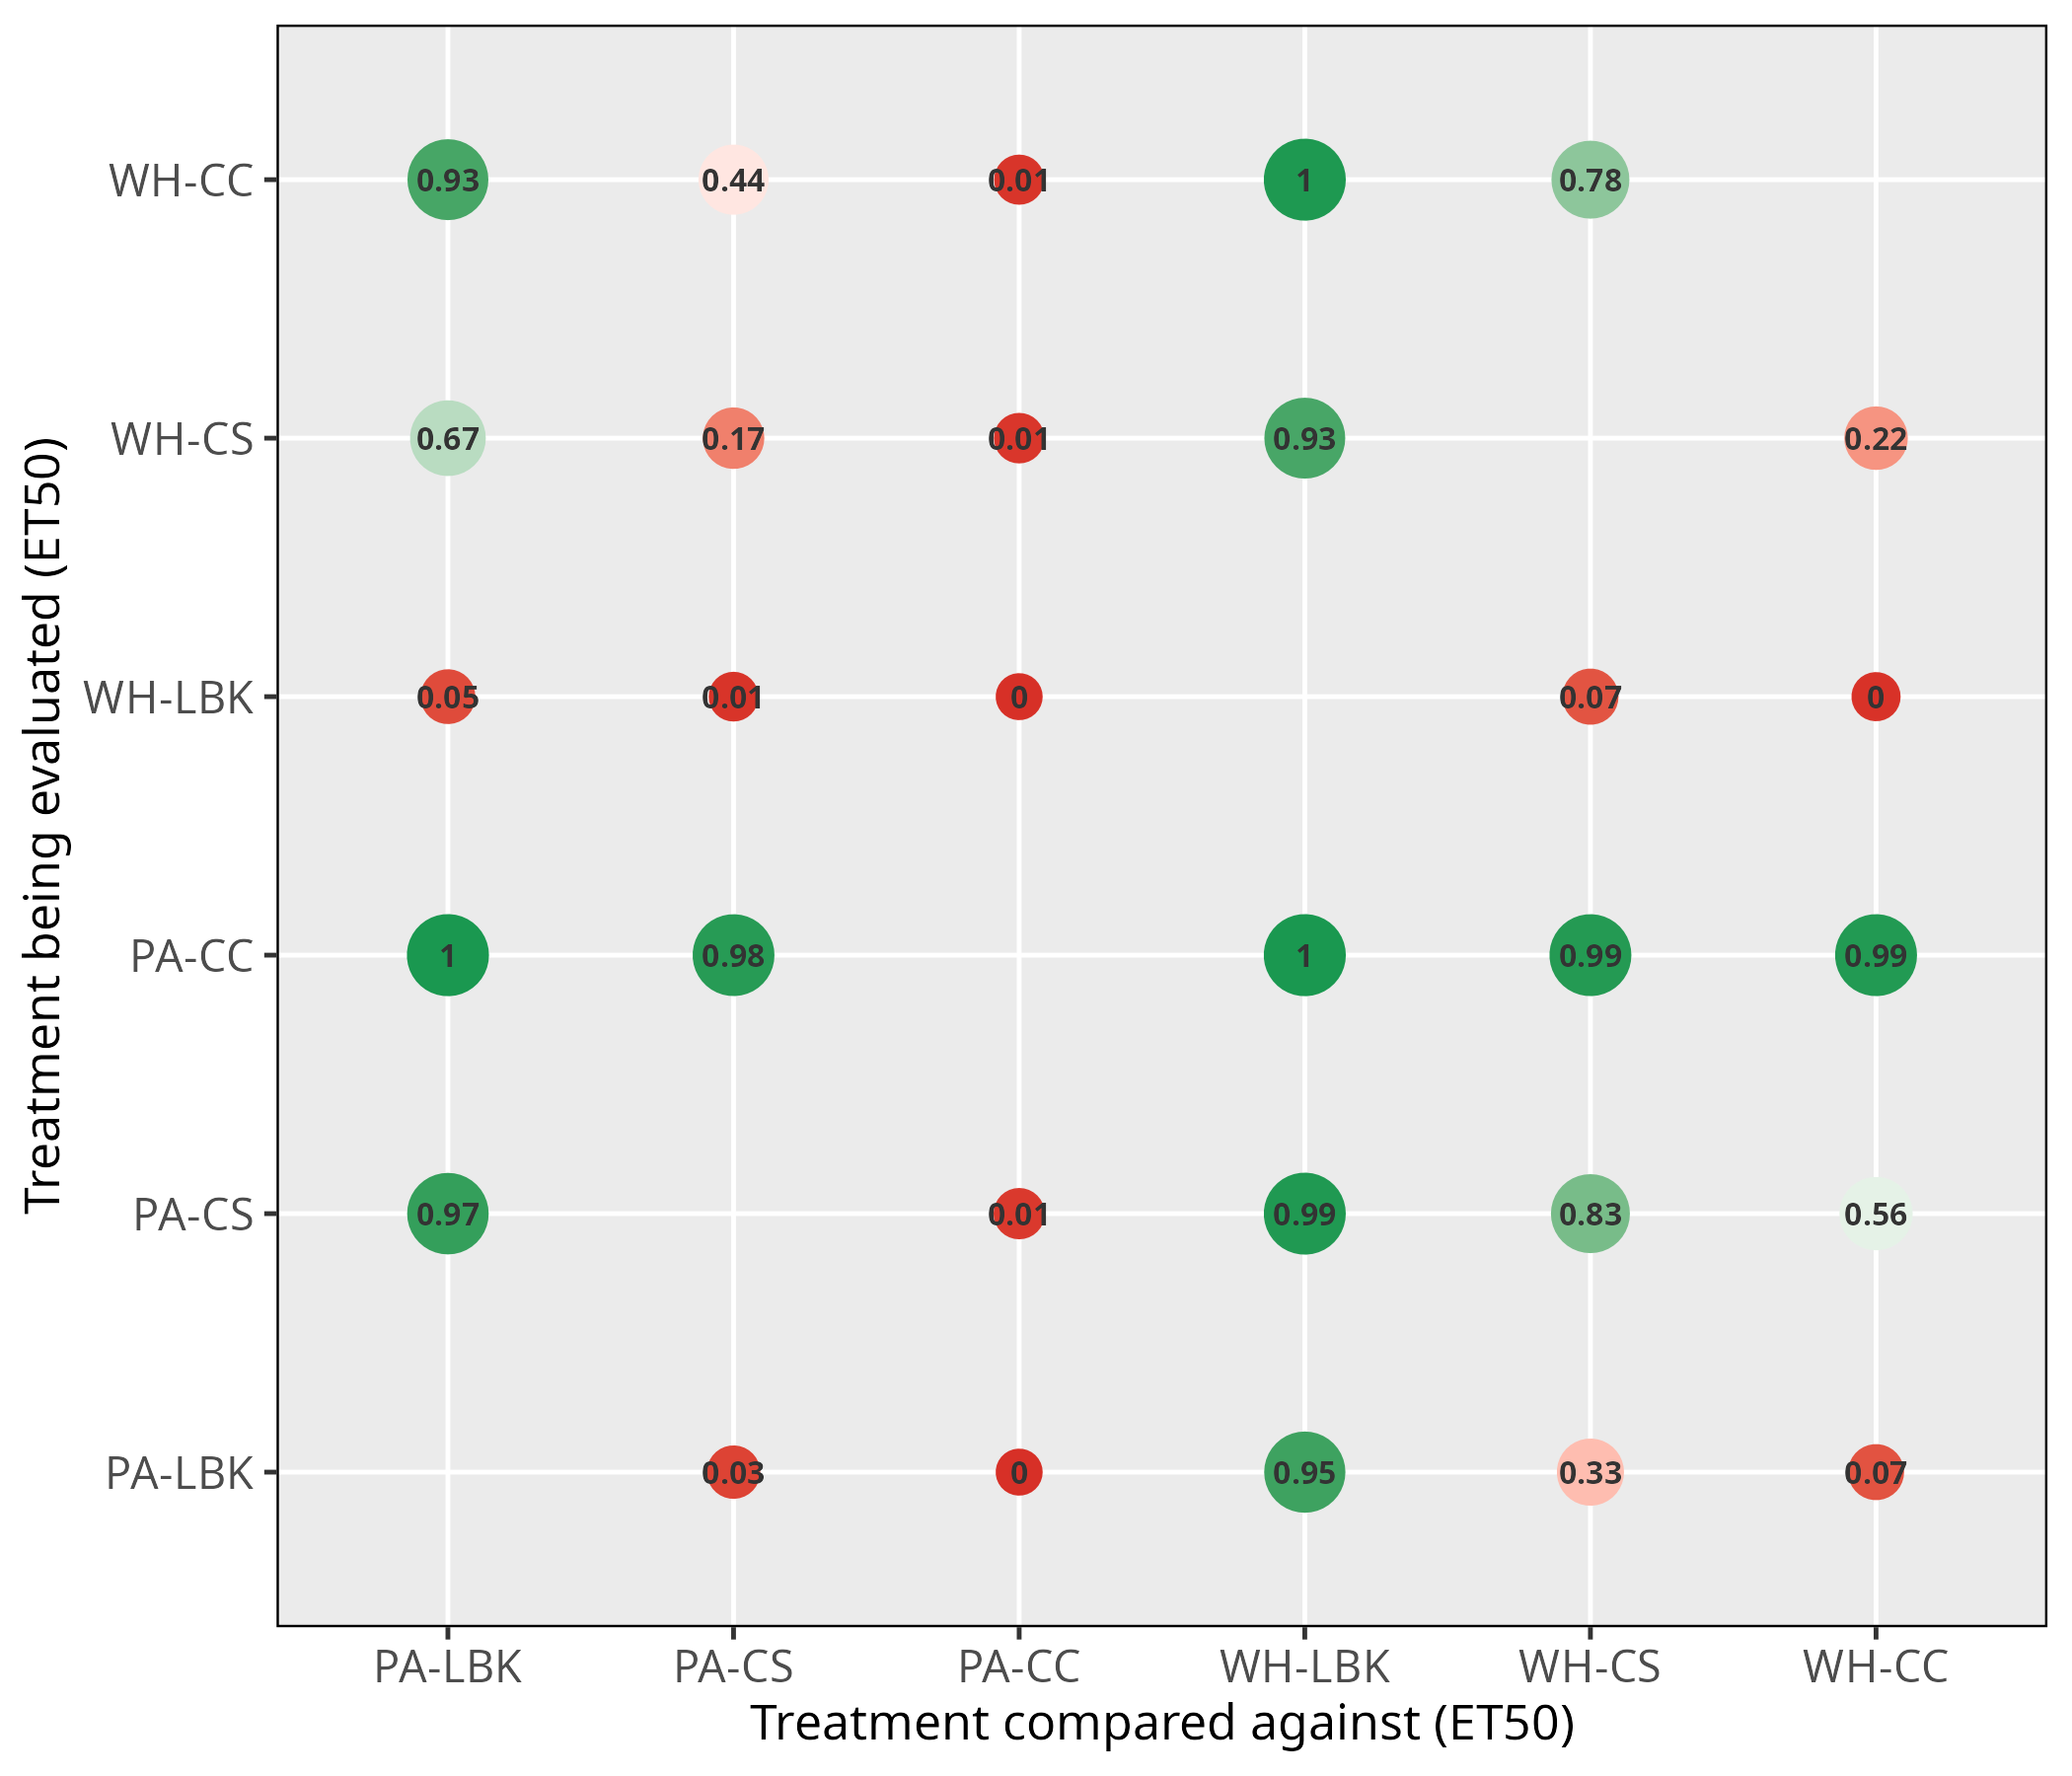 Treatment being evaluated (ET50)
WH-CC 0.93 0.44 0.01 1 0.78
WH-CS 0.67 0.17 0.01 0.93 0.22
WH-LBK 0.05 0.01 0 0.07 0
PA-CC 1 0.98 1 0.99 0.99
PA-CS 0.97 0.01 0.99 0.83 0.56
PA-LBK 0.03 0 0.95 0.33 0.07
PA-LBK PA-CS PA-CC WH-LBK WH-CS WH-CC
Treatment compared against (ET50)